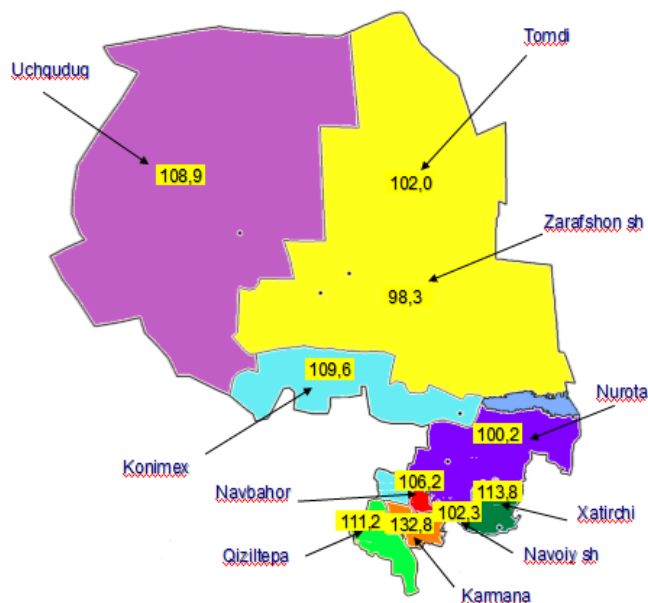 Tomdi
Uchquduq
108,9
102,0
Zarafshon sh
98,3
109,6
Nurota
100,2
Konimex
106,2
Navbahor
113,8
102,3
Xatirchi
111,2
132,8
Qiziltepa
Navoiy sh
Karmana